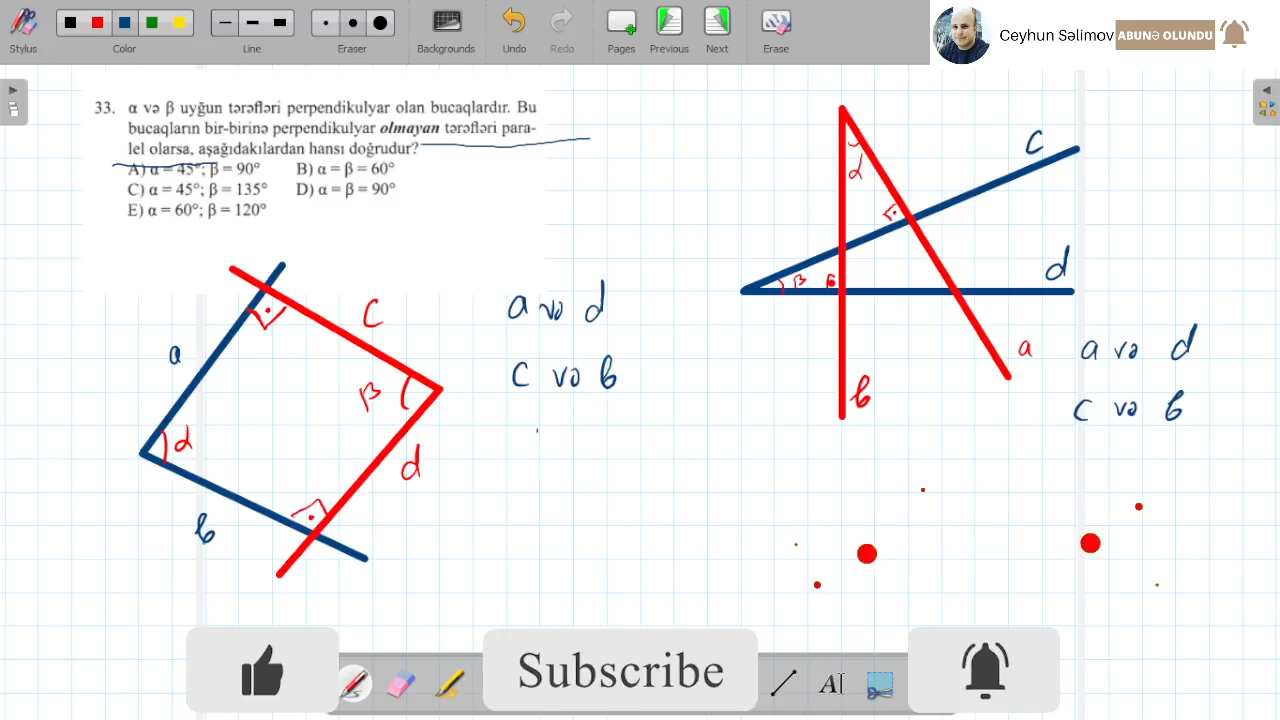 Stylus
Color
Line
Eraser
Backgrounds
Undo
Redo
Pages
Previous
Next
Erase
Ceyhun Səlimov
ABUNƏ OLUNDU
33. α və β uyğun tərəfləri perpendikulyar olan bucaqlardır. Bu
bucaqların bir-birinə perpendikulyar olmayan tərəfləri para-
lel olarsa, aşağıdakılardan hansı doğrudur?
A) α = 45°; β = 90° B) α = β = 60°
C) α = 45°; β = 135° D) α = β = 90°
E) α = 60°; β = 120°
a
c
β
α
d
b
a və d
c və b
α
c
β
d
a
b
a və d
c və b
Subscribe
AI